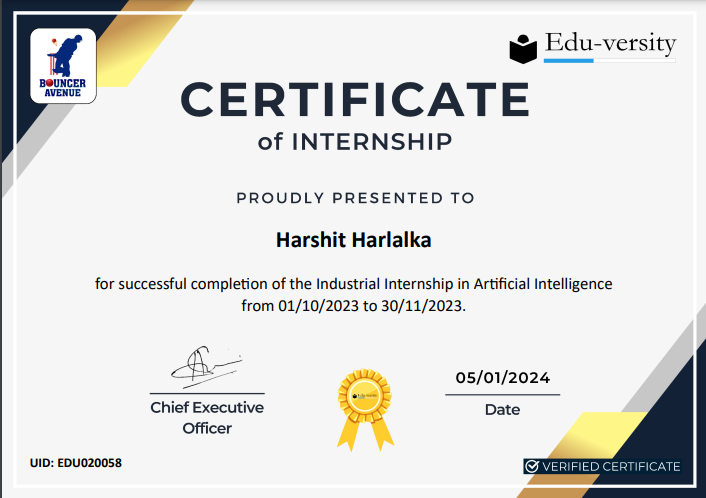 BOUNCER
AVENUE
Edu-versity
CERTIFICATE
of INTERNSHIP
PROUDLY PRESENTED TO
Harshit Harlalka
for successful completion of the Industrial Internship in Artificial Intelligence
from 01/10/2023 to 30/11/2023.
Edu-versity
05/01/2024
Chief Executive
Officer
Date
UID: EDU020058
VERIFIED CERTIFICATE